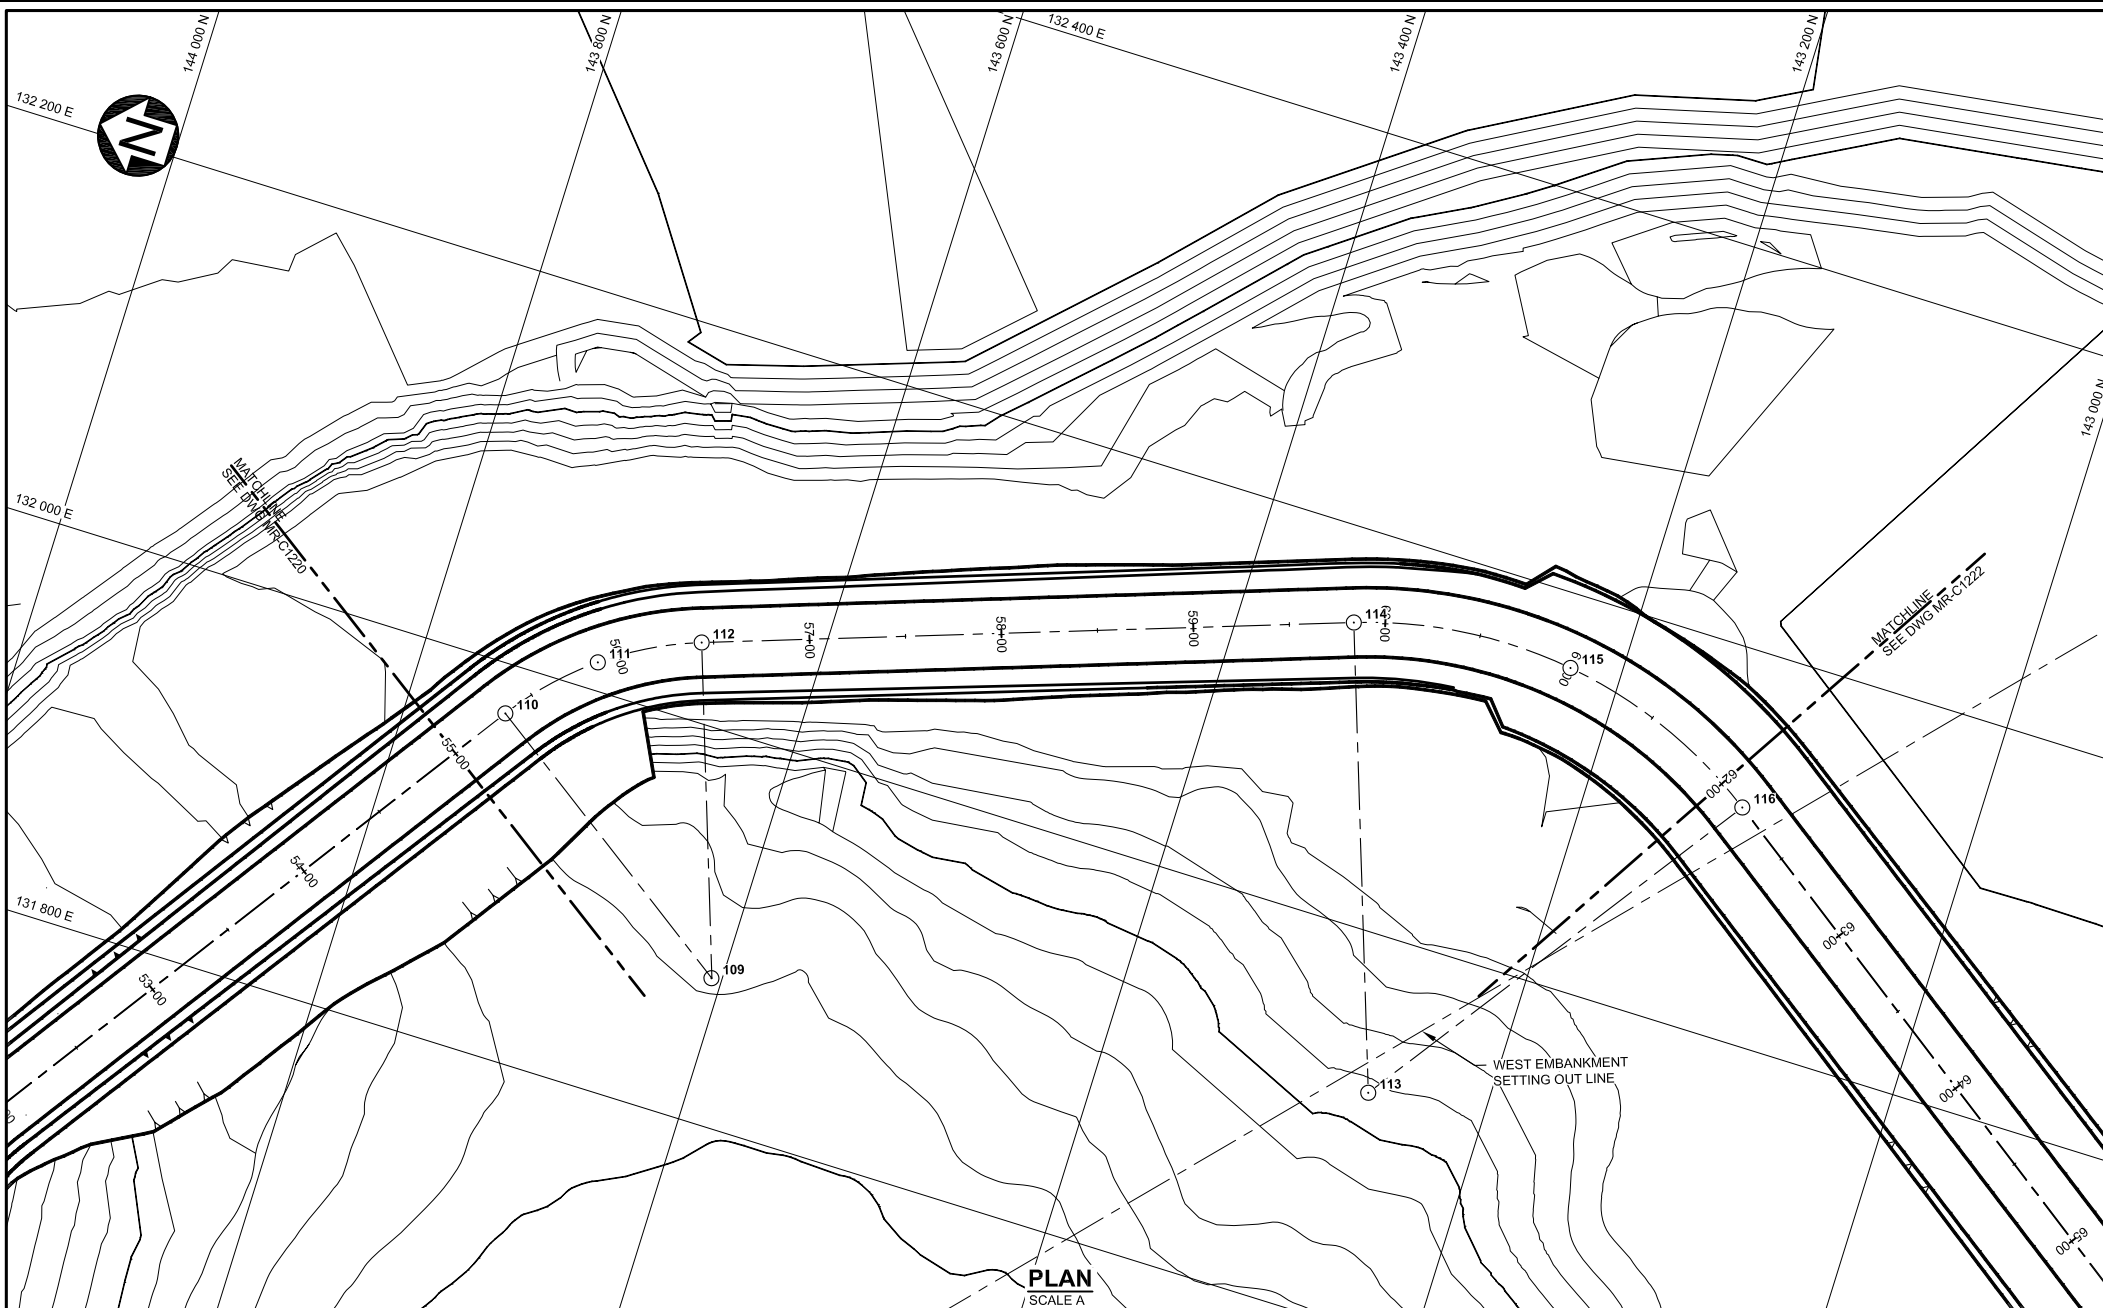 144 000 N
143 800 N
143 600 N
132 400 E
143 400 N
143 200 N
132 200 E
N
143 000 N
MATCHLINE
SEE DWG MR-C1220
132 000 E
MATCHLINE
SEE DWG MR-C1222
112
111
110
56+00
57+00
58+00
59+00
114
60+00
115
61+00
55+00
62+00
116
54+00
131 800 E
63+00
109
53+00
WEST EMBANKMENT
SETTING OUT LINE
113
64+00
65+00
PLAN
SCALE A